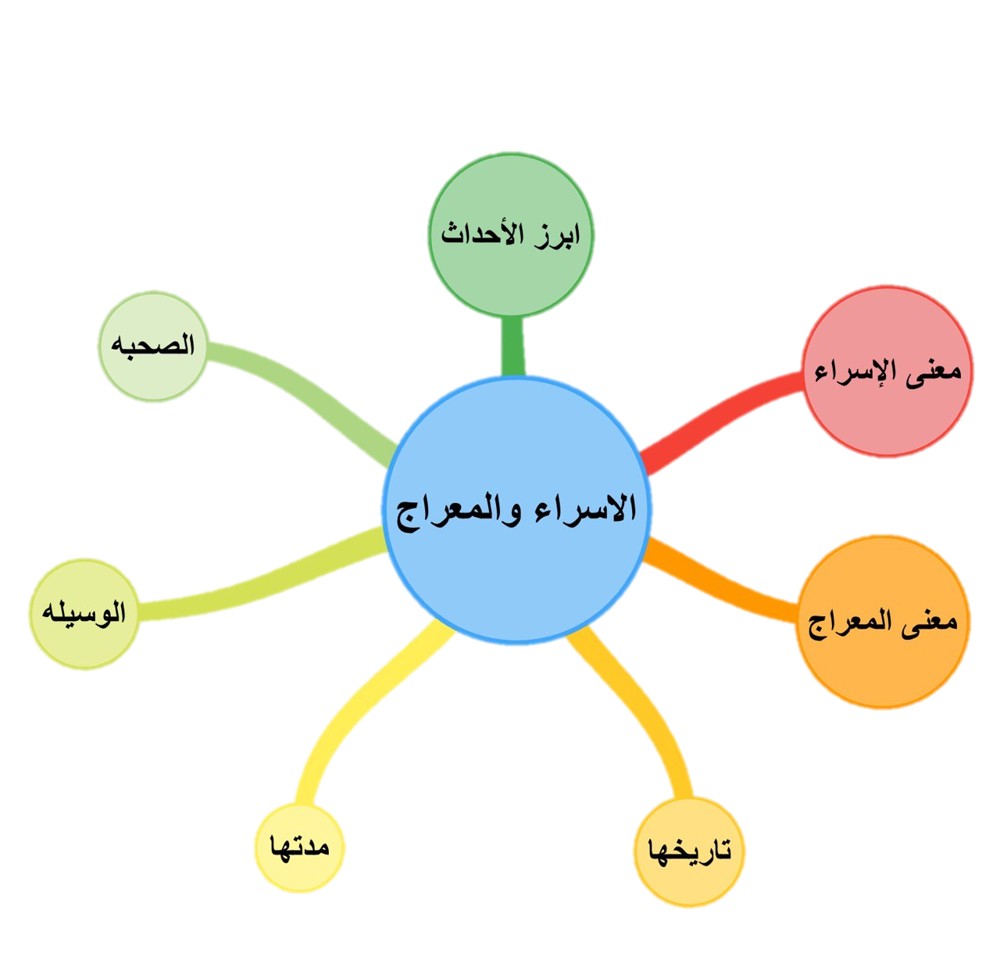 ابرز الأحداث
معنى الإسراء
الصحبه
الاسراء والمعراج
معنى المعراج
الوسيله
تاريخها
مدتها